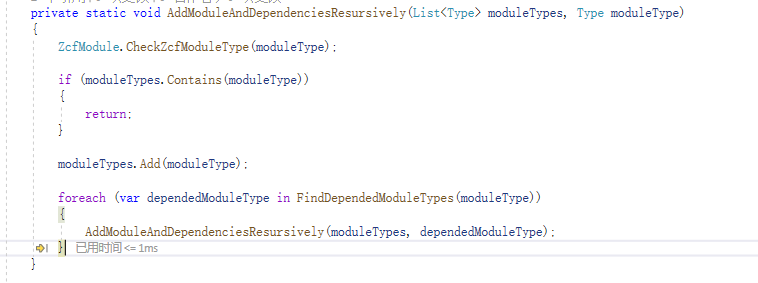 private static void AddModuleAndDependenciesResursively(List<Type> moduleTypes, Type moduleType)
{
ZcfModule.CheckZcfModuleType(moduleType);
if (moduleTypes.Contains(moduleType))
{
return;
}
moduleTypes.Add(moduleType);
foreach (var dependedModuleType in FindDependedModuleTypes(moduleType))
{
AddModuleAndDependenciesResursively(moduleTypes, dependedModuleType);
} 已用时间 <= 1ms
}